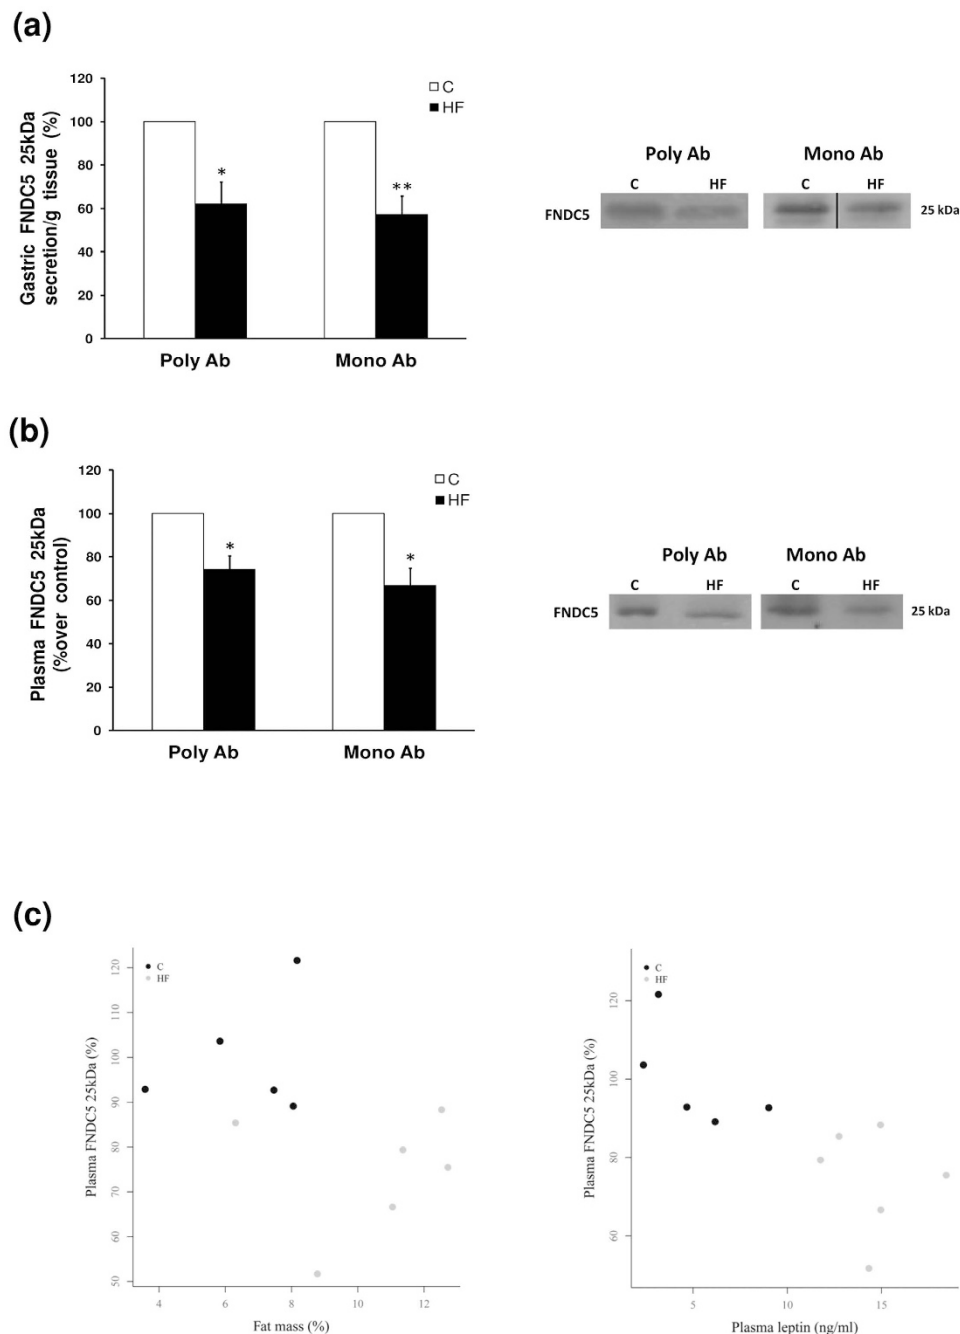 (a)
120
100
80
60
40
20
0
Gastric FNDC5 25kDa
secretion/g tissue (%)
C
HF
*
**
Poly Ab
Mono Ab
Poly Ab
Mono Ab
C
HF
C
HF
FNDC5
25 kDa
(b)
120
100
80
60
40
20
0
Plasma FNDC5 25kDa
(%over control)
C
HF
*
*
Poly Ab
Mono Ab
Poly Ab
Mono Ab
C
HF
C
HF
FNDC5
25 kDa
(c)
120
110
100
90
80
70
60
50
Plasma FNDC5 25kDa (%)
C
HF
4
6
8
10
12
Fat mass (%)
120
100
80
60
Plasma FNDC5 25kDa (%)
C
HF
5
10
15
Plasma leptin (ng/ml)